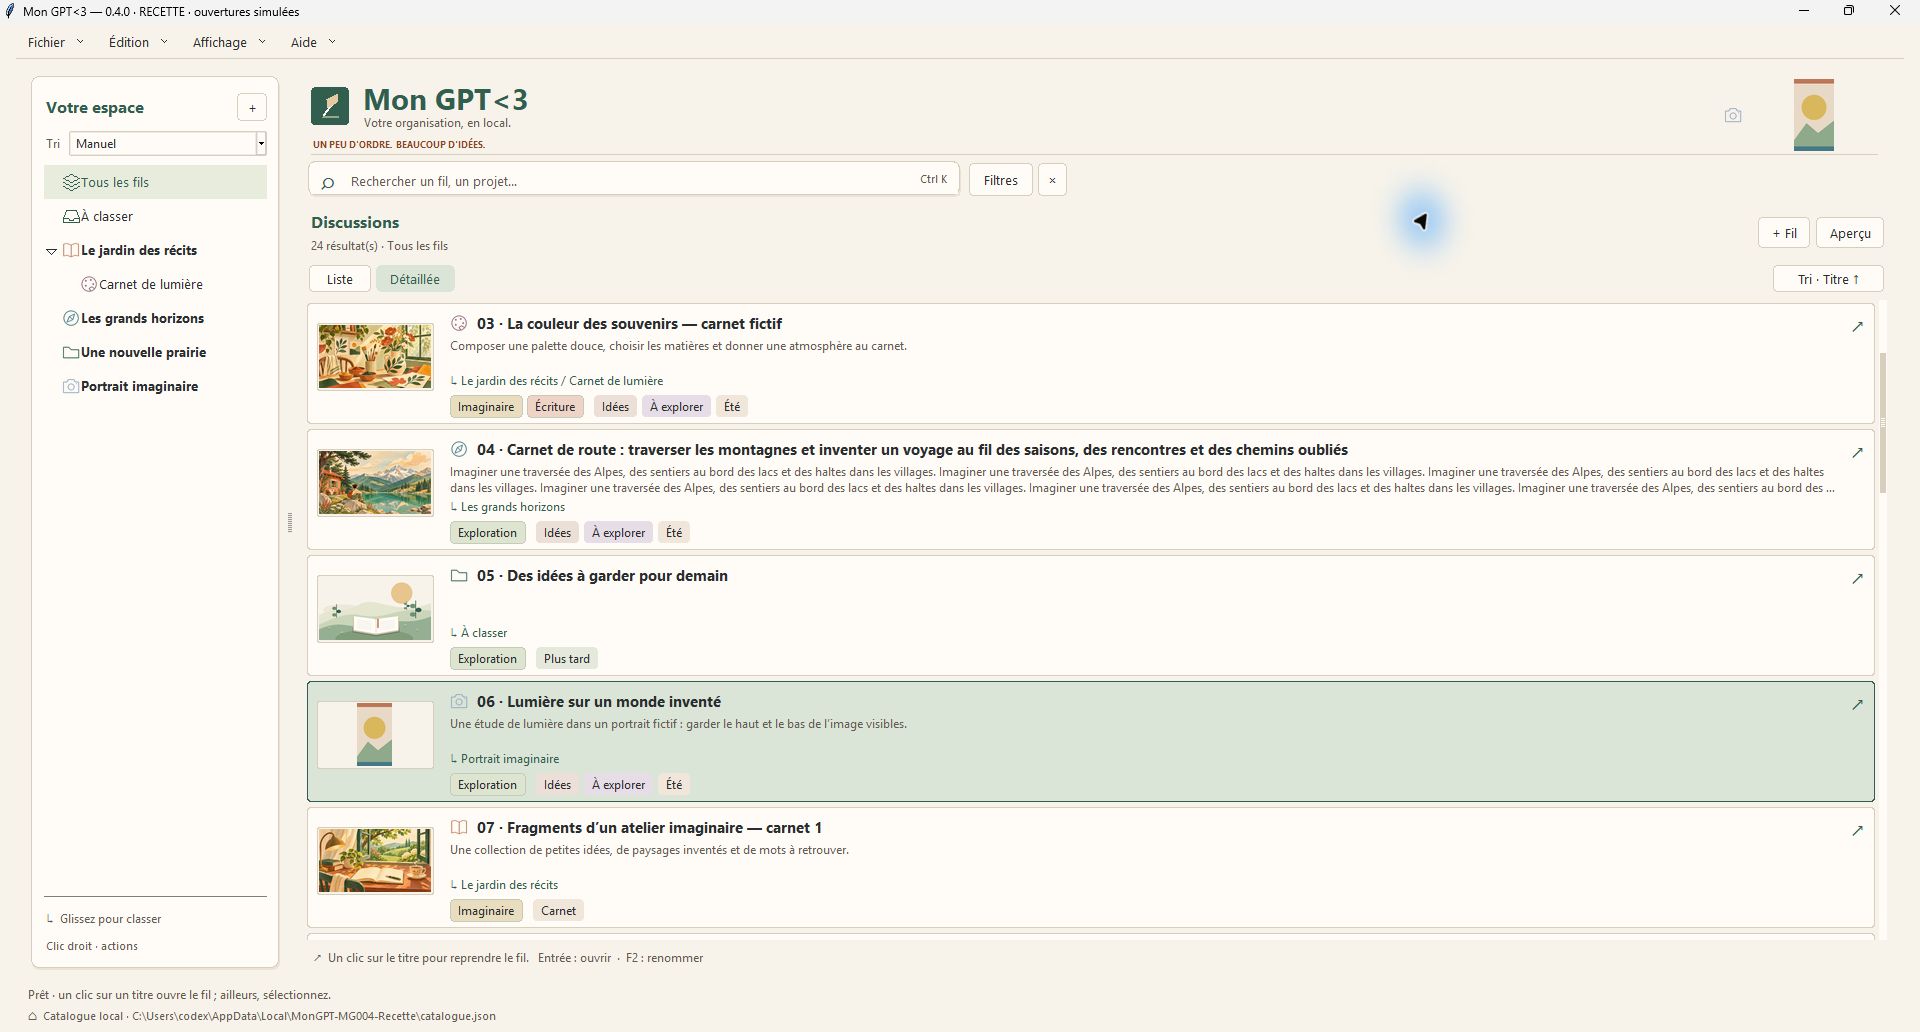 Mon GPT<3 — 0.4.0 · RECETTE · ouvertures simulées
Fichier Édition Affichage Aide
Votre espace +
Tri Manuel
Tous les fils
À classer
Le jardin des récits
Carnet de lumière
Les grands horizons
Une nouvelle prairie
Portrait imaginaire
↳ Glissez pour classer
Clic droit · actions
Mon GPT<3
Votre organisation, en local.
UN PEU D'ORDRE. BEAUCOUP D'IDÉES.
Rechercher un fil, un projet... Ctrl K Filtres ×
Discussions
24 résultat(s) · Tous les fils
+ Fil Aperçu
Liste Détaillée Tri · Titre ↑
03 · La couleur des souvenirs — carnet fictif ↗
Composer une palette douce, choisir les matières et donner une atmosphère au carnet.
↳ Le jardin des récits / Carnet de lumière
Imaginaire Écriture Idées À explorer Été
04 · Carnet de route : traverser les montagnes et inventer un voyage au fil des saisons, des rencontres et des chemins oubliés ↗
Imaginer une traversée des Alpes, des sentiers au bord des lacs et des haltes dans les villages. Imaginer une traversée des Alpes, des sentiers au bord des lacs et des haltes dans les villages. Imaginer une traversée des Alpes, des sentiers au bord des lacs et des haltes
dans les villages. Imaginer une traversée des Alpes, des sentiers au bord des lacs et des haltes dans les villages. Imaginer une traversée des Alpes, des sentiers au bord des lacs et des haltes dans les villages. Imaginer une traversée des Alpes, des sentiers au bord des ...
↳ Les grands horizons
Exploration Idées À explorer Été
05 · Des idées à garder pour demain ↗
↳ À classer
Exploration Plus tard
06 · Lumière sur un monde inventé ↗
Une étude de lumière dans un portrait fictif : garder le haut et le bas de l’image visibles.
↳ Portrait imaginaire
Exploration Idées À explorer Été
07 · Fragments d’un atelier imaginaire — carnet 1 ↗
Une collection de petites idées, de paysages inventés et de mots à retrouver.
↳ Le jardin des récits
Imaginaire Carnet
↗ Un clic sur le titre pour reprendre le fil. Entrée : ouvrir · F2 : renommer
Prêt · un clic sur un titre ouvre le fil ; ailleurs, sélectionnez.
⌂ Catalogue local · C:\Users\codex\AppData\Local\MonGPT-MG004-Recette\catalogue.json